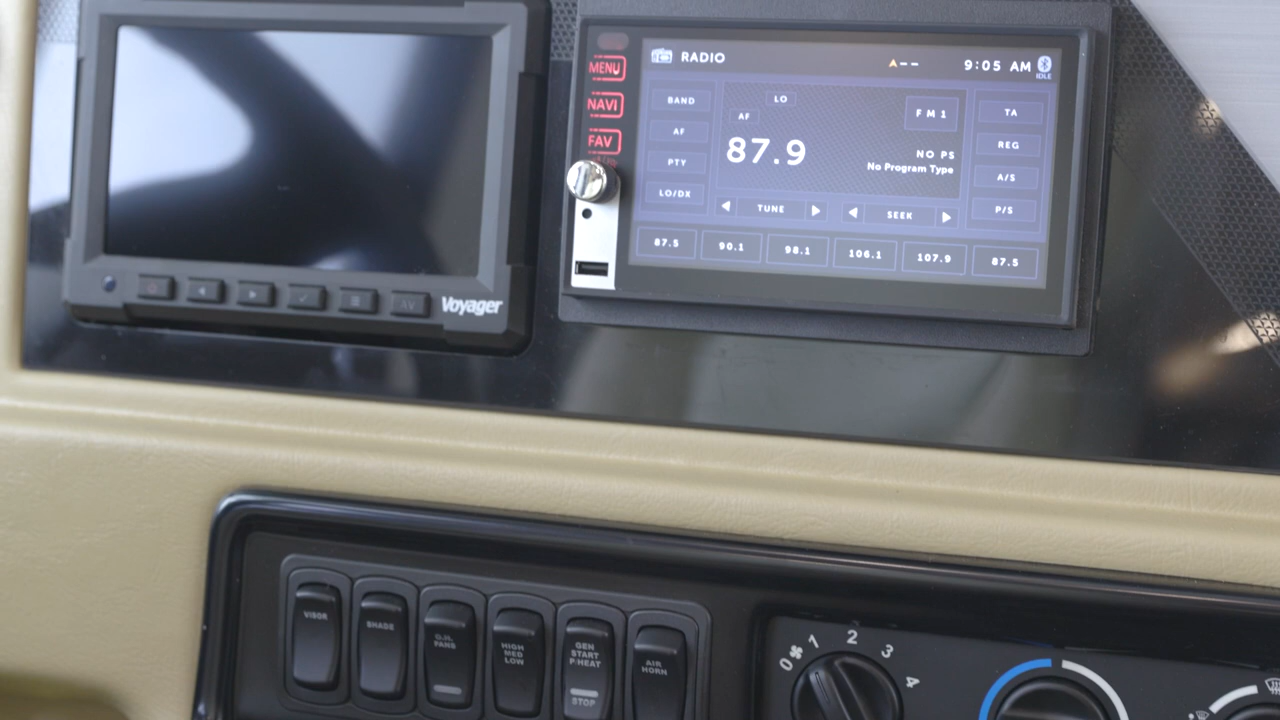 MENU
NAVI
FAV
RADIO
--
9:05 AM
IDLE
BAND
AF
PTY
LO/DX
LO
AF
FM1
87.9
NO PS
No Program Type
TUNE
SEEK
TA
REG
A/S
P/S
87.5
90.1
98.1
106.1
107.9
87.5
AV
Voyager
VISOR
SHADE
O.H.
FANS
HIGH
MED
LOW
GEN
START
P/HEAT
STOP
AIR
HORN
0
1
2
3
4